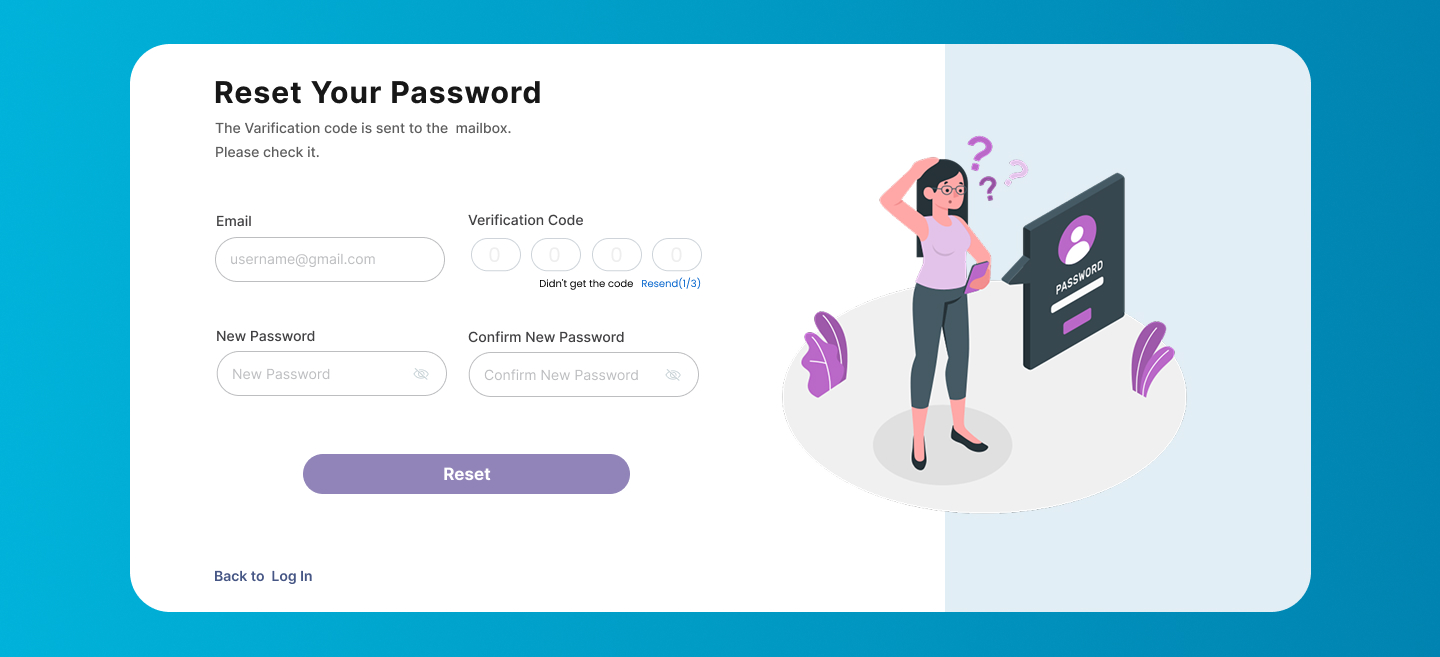 Reset Your Password
The Varification code is sent to the  mailbox.
Please check it.
Email
username@gmail.com
Verification Code
0 0 0 0
Didn't get the code Resend(1/3)
New Password
New Password
Confirm New Password
Confirm New Password
Reset
Back to  Log In
? ? ?
PASSWORD